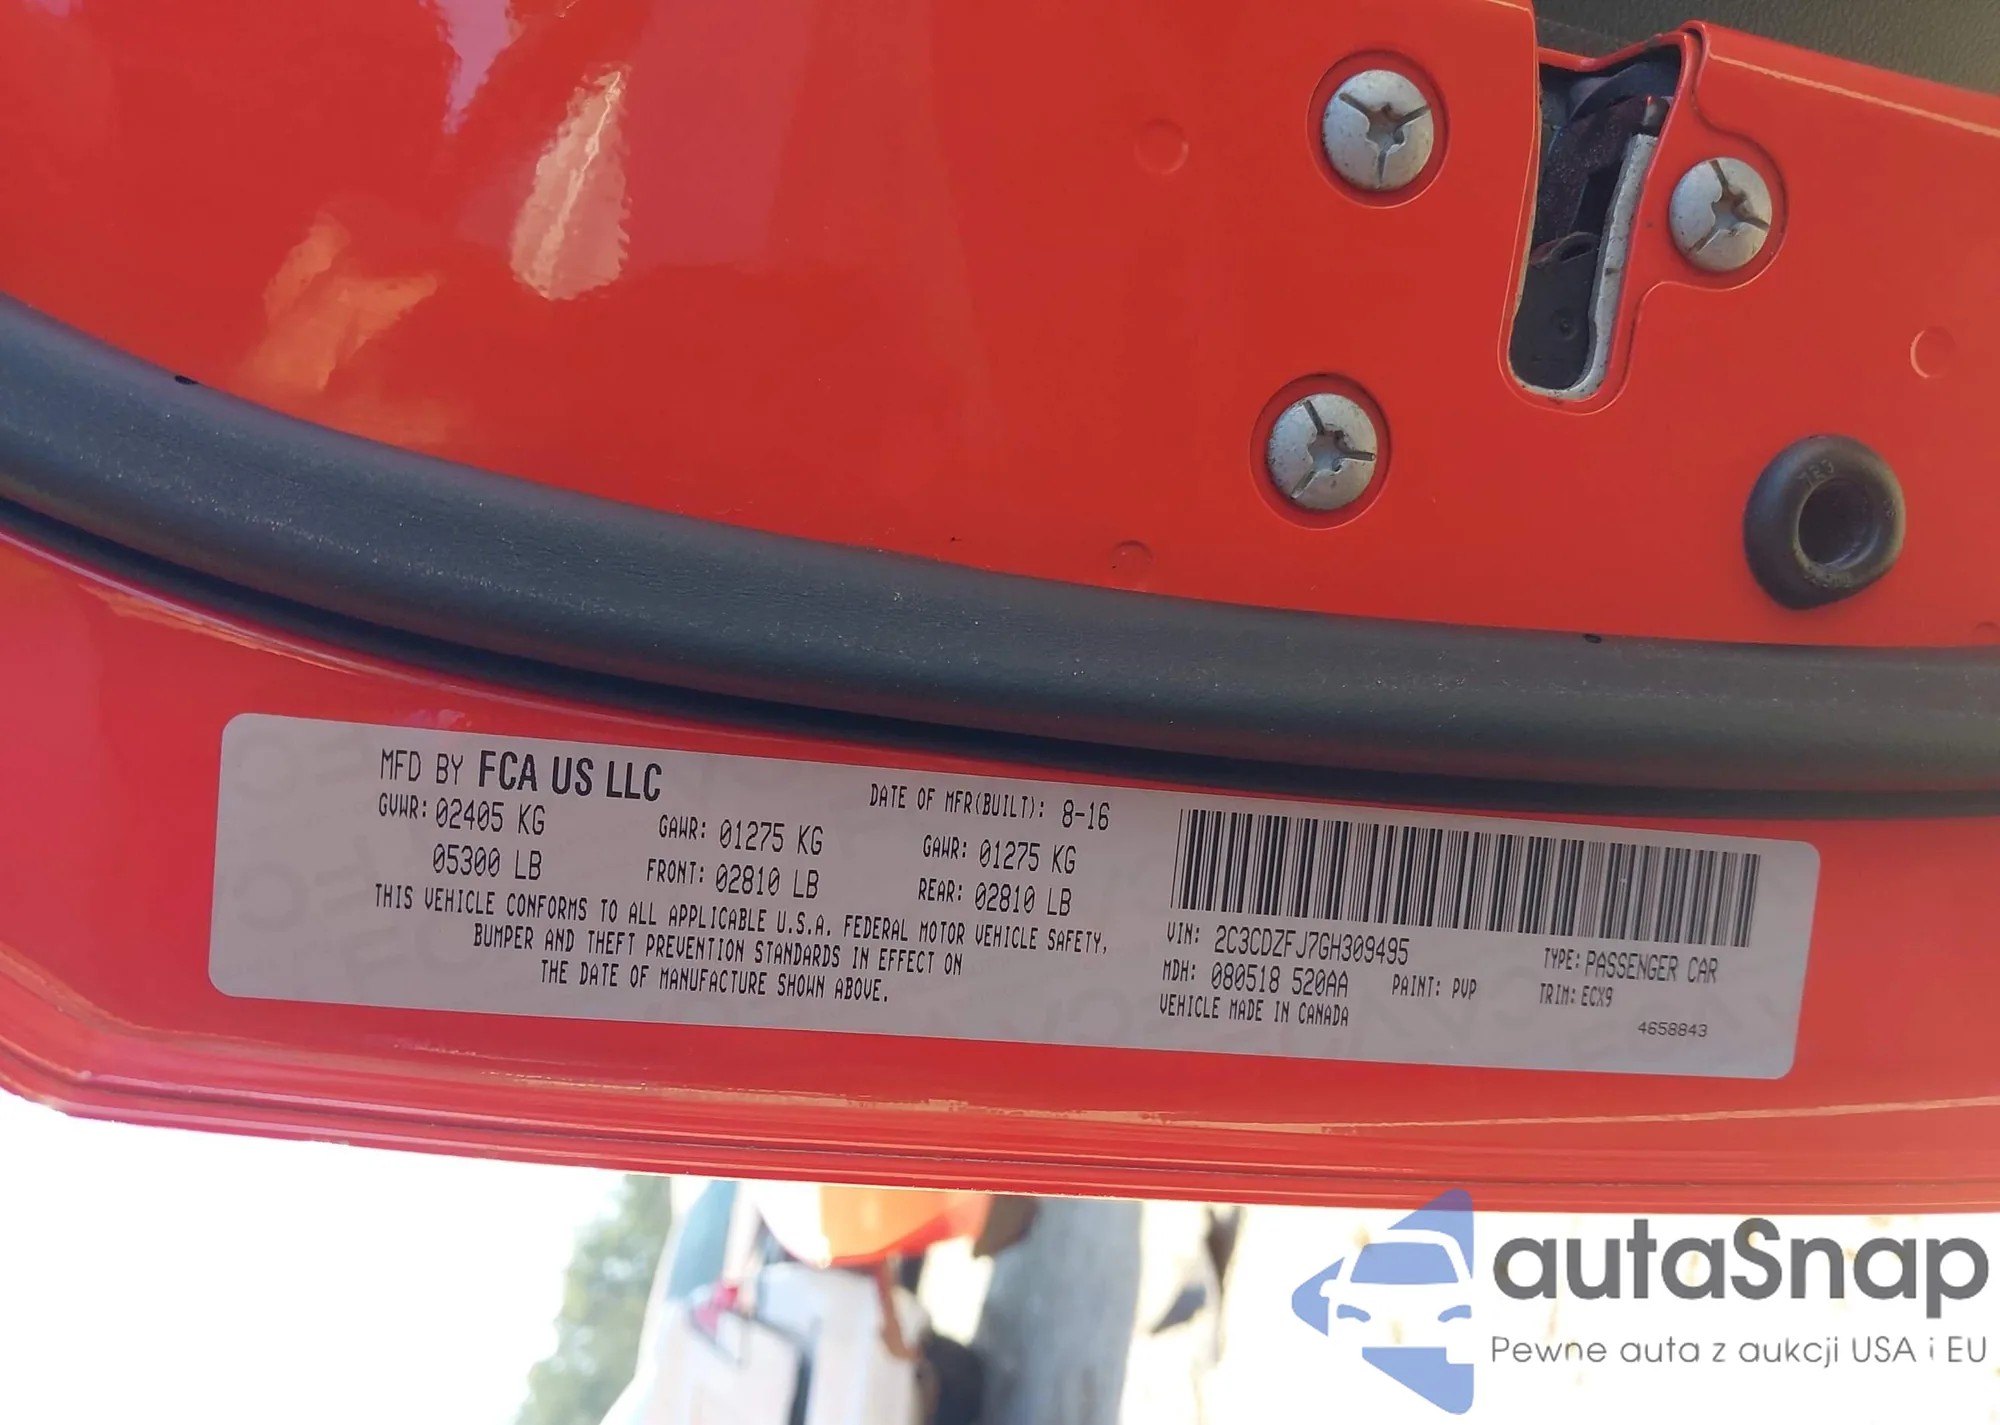 MFD BY FCA US LLC
DATE OF MFR(BUILT): 8-16
GVWR: 02405 KG GAWR: 01275 KG GAWR: 01275 KG
05300 LB FRONT: 02810 LB REAR: 02810 LB
THIS VEHICLE CONFORMS TO ALL APPLICABLE U.S.A. FEDERAL MOTOR VEHICLE SAFETY,
BUMPER AND THEFT PREVENTION STANDARDS IN EFFECT ON
THE DATE OF MANUFACTURE SHOWN ABOVE.
VIN: 2C3CDZFJ7GH309495 TYPE: PASSENGER CAR
MDH: 080518 520AA PAINT: PVP TRIM: ECX9
VEHICLE MADE IN CANADA
4658843
autaSnap
Pewne auta z aukcji USA i EU